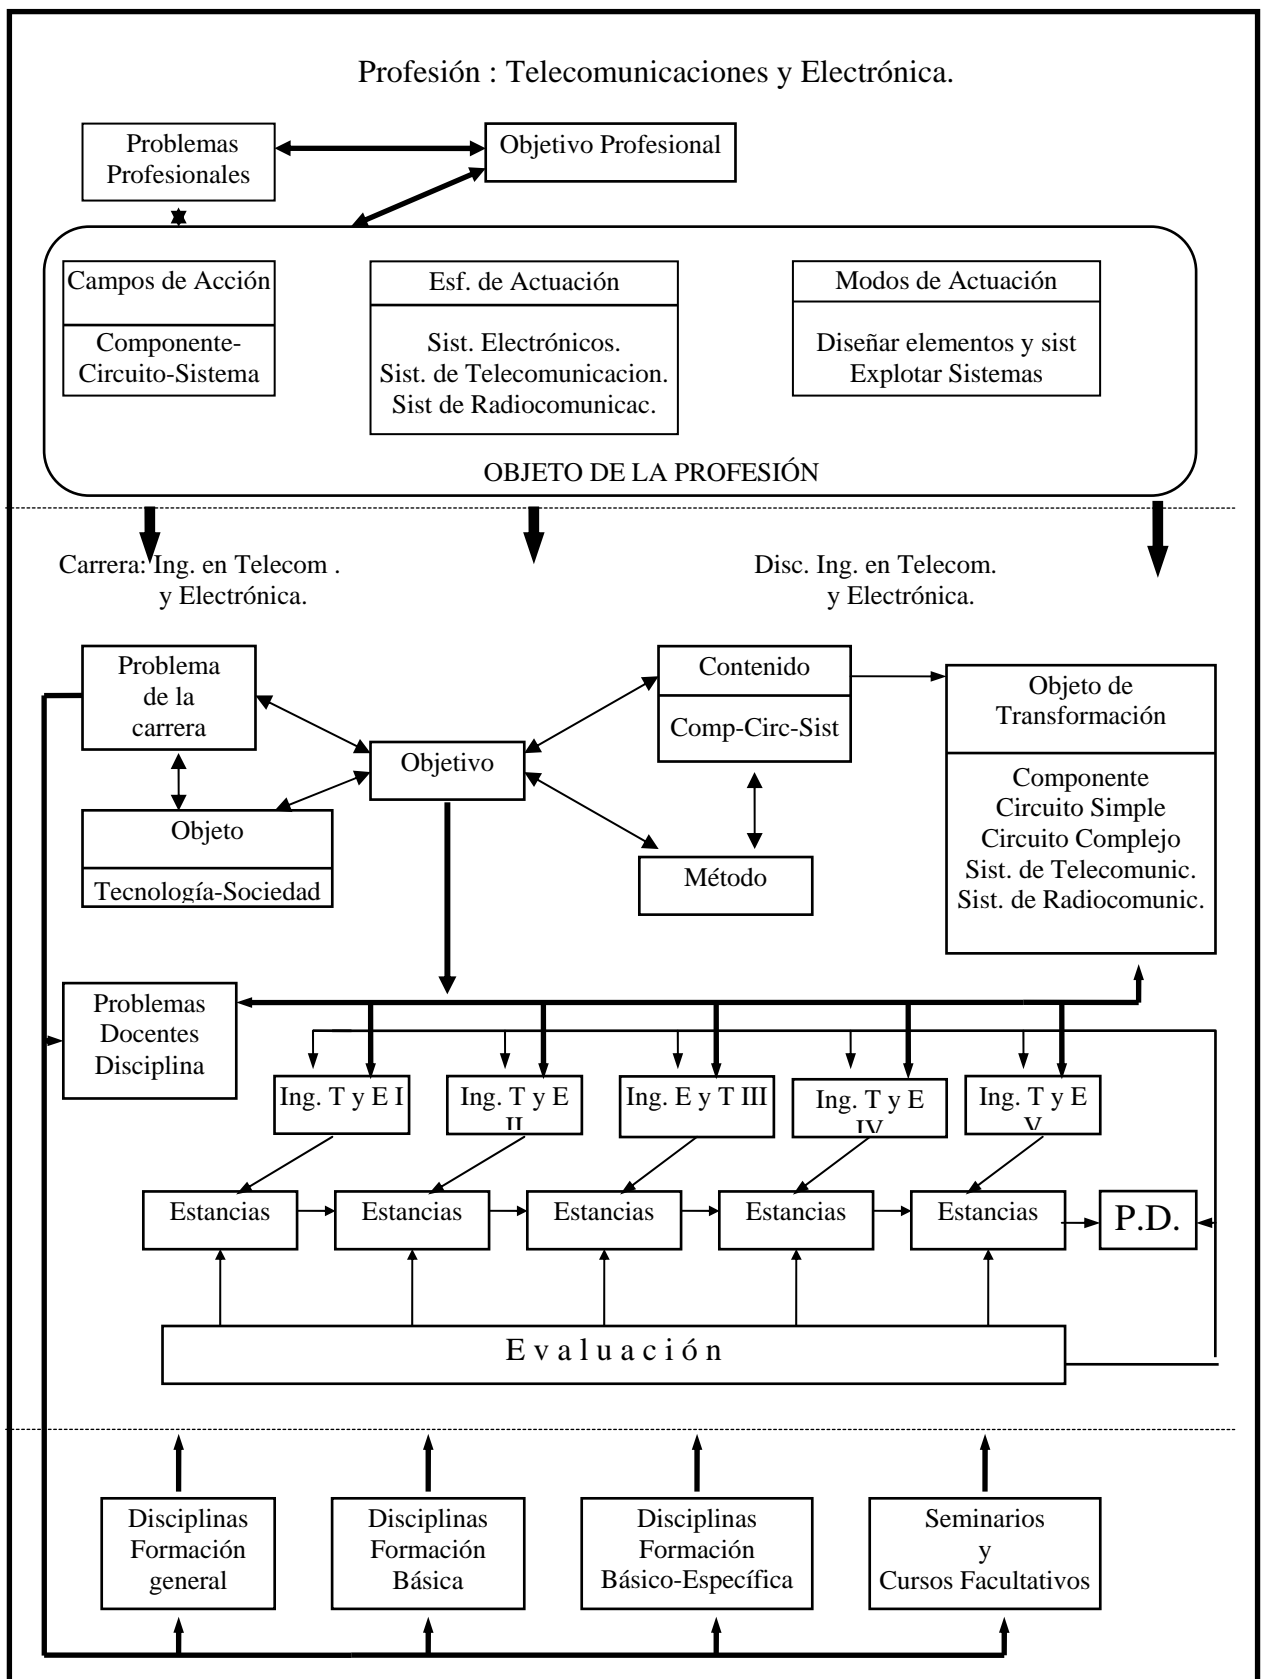 Profesión : Telecomunicaciones y Electrónica.
Problemas
Profesionales
Objetivo Profesional
Campos de Acción
Componente-
Circuito-Sistema
Esf. de Actuación
Sist. Electrónicos.
Sist. de Telecomunicacion.
Sist de Radiocomunicac.
Modos de Actuación
Diseñar elementos y sist
Explotar Sistemas
OBJETO DE LA PROFESIÓN
Carrera: Ing. en Telecom .
y Electrónica.
Disc. Ing. en Telecom.
y Electrónica.
Problema
de la
carrera
Objeto
Tecnología-Sociedad
Objetivo
Contenido
Comp-Circ-Sist
Método
Objeto de
Transformación
Componente
Circuito Simple
Circuito Complejo
Sist. de Telecomunic.
Sist. de Radiocomunic.
Problemas
Docentes
Disciplina
Ing. T y E I
Ing. T y E
II
Ing. E y T III
Ing. T y E
IV
Ing. T y E
V
Estancias
Estancias
Estancias
Estancias
Estancias
P.D.
E v a l u a c i ó n
Disciplinas
Formación
general
Disciplinas
Formación
Básica
Disciplinas
Formación
Básico-Específica
Seminarios
y
Cursos Facultativos